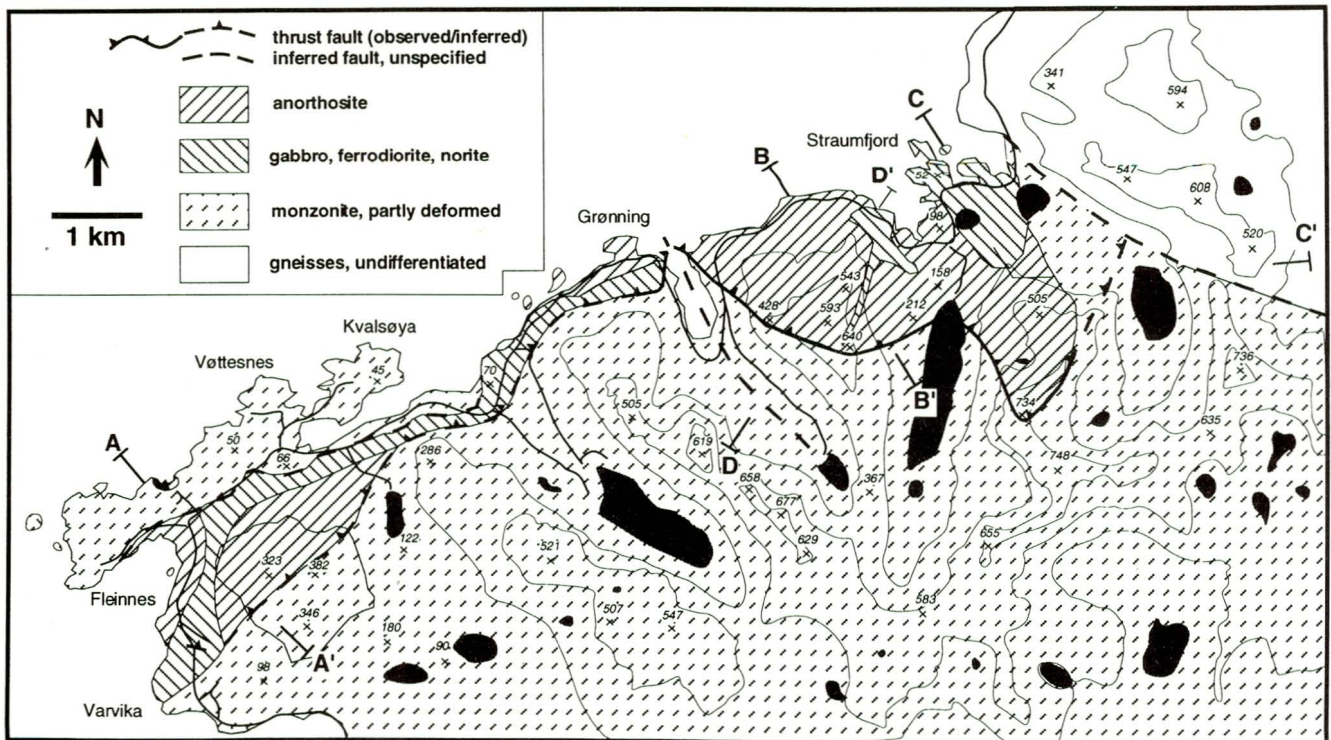 thrust fault (observed/inferred)
inferred fault, unspecified
anorthosite
N
gabbro, ferrodiorite, norite
monzonite, partly deformed
1 km
gneisses, undifferentiated
341
594
C
Straumfjord
B
52
547
D'
608
98
Grønning
520
C'
543
158
428
593
212
505
640
Kvalsøya
736
Vøttesnes
45
70
B'
505
734
635
A
50
619
D
66
286
748
658
367
677
122
521
629
655
323
382
Fleinnes
583
346
507
547
180
A'
90
98
Varvika